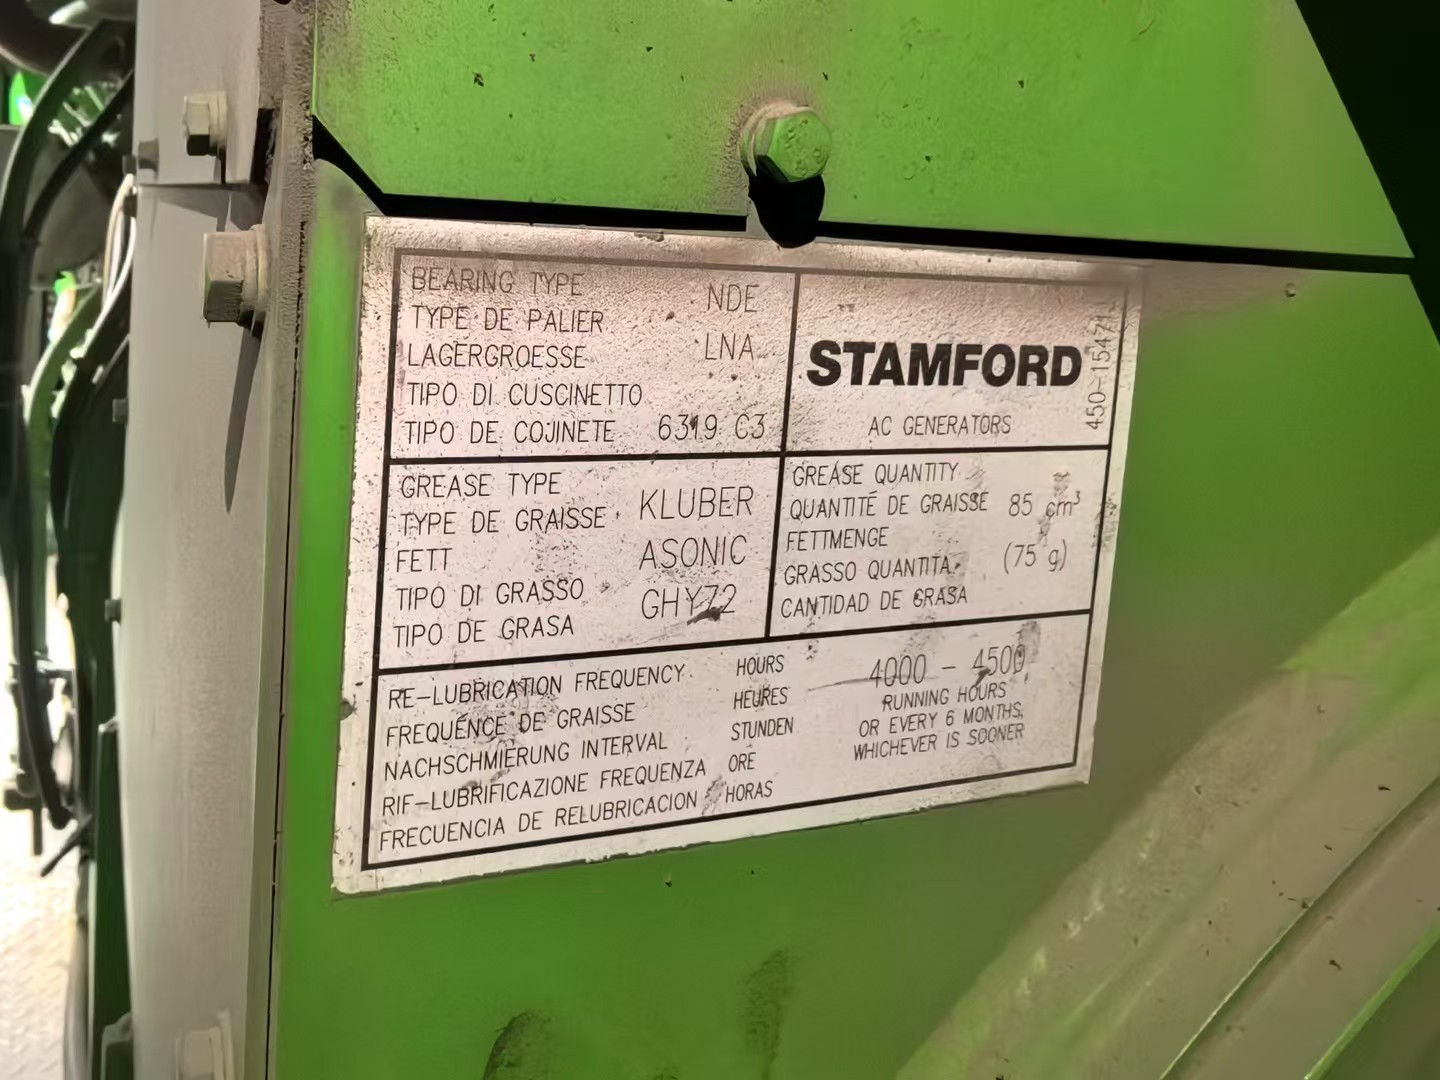 BEARING TYPE
TYPE DE PALIER
LAGERGROESSE
TIPO DI CUSCINETTO
TIPO DE COJINETE
NDE
LNA
6319 C3
STAMFORD
AC GENERATORS
450-15471
GREASE TYPE
TYPE DE GRAISSE
FETT
TIPO DI GRASSO
TIPO DE GRASA
KLUBER
ASONIC
GHY72
GREASE QUANTITY
QUANTITÉ DE GRAISSE
FETTMENGE
GRASSO QUANTITA
CANTIDAD DE GRASA
85 cm³
(75 g)
RE-LUBRICATION FREQUENCY
FREQUÉNCE DE GRAISSE
NACHSCHMIERUNG INTERVAL
RIF-LUBRIFICAZIONE FREQUENZA
FRECUENCIA DE RELUBRICACION
HOURS
HEURES
STUNDEN
ORE
HORAS
4000 - 4500
RUNNING HOURS
OR EVERY 6 MONTHS,
WHICHEVER IS SOONER